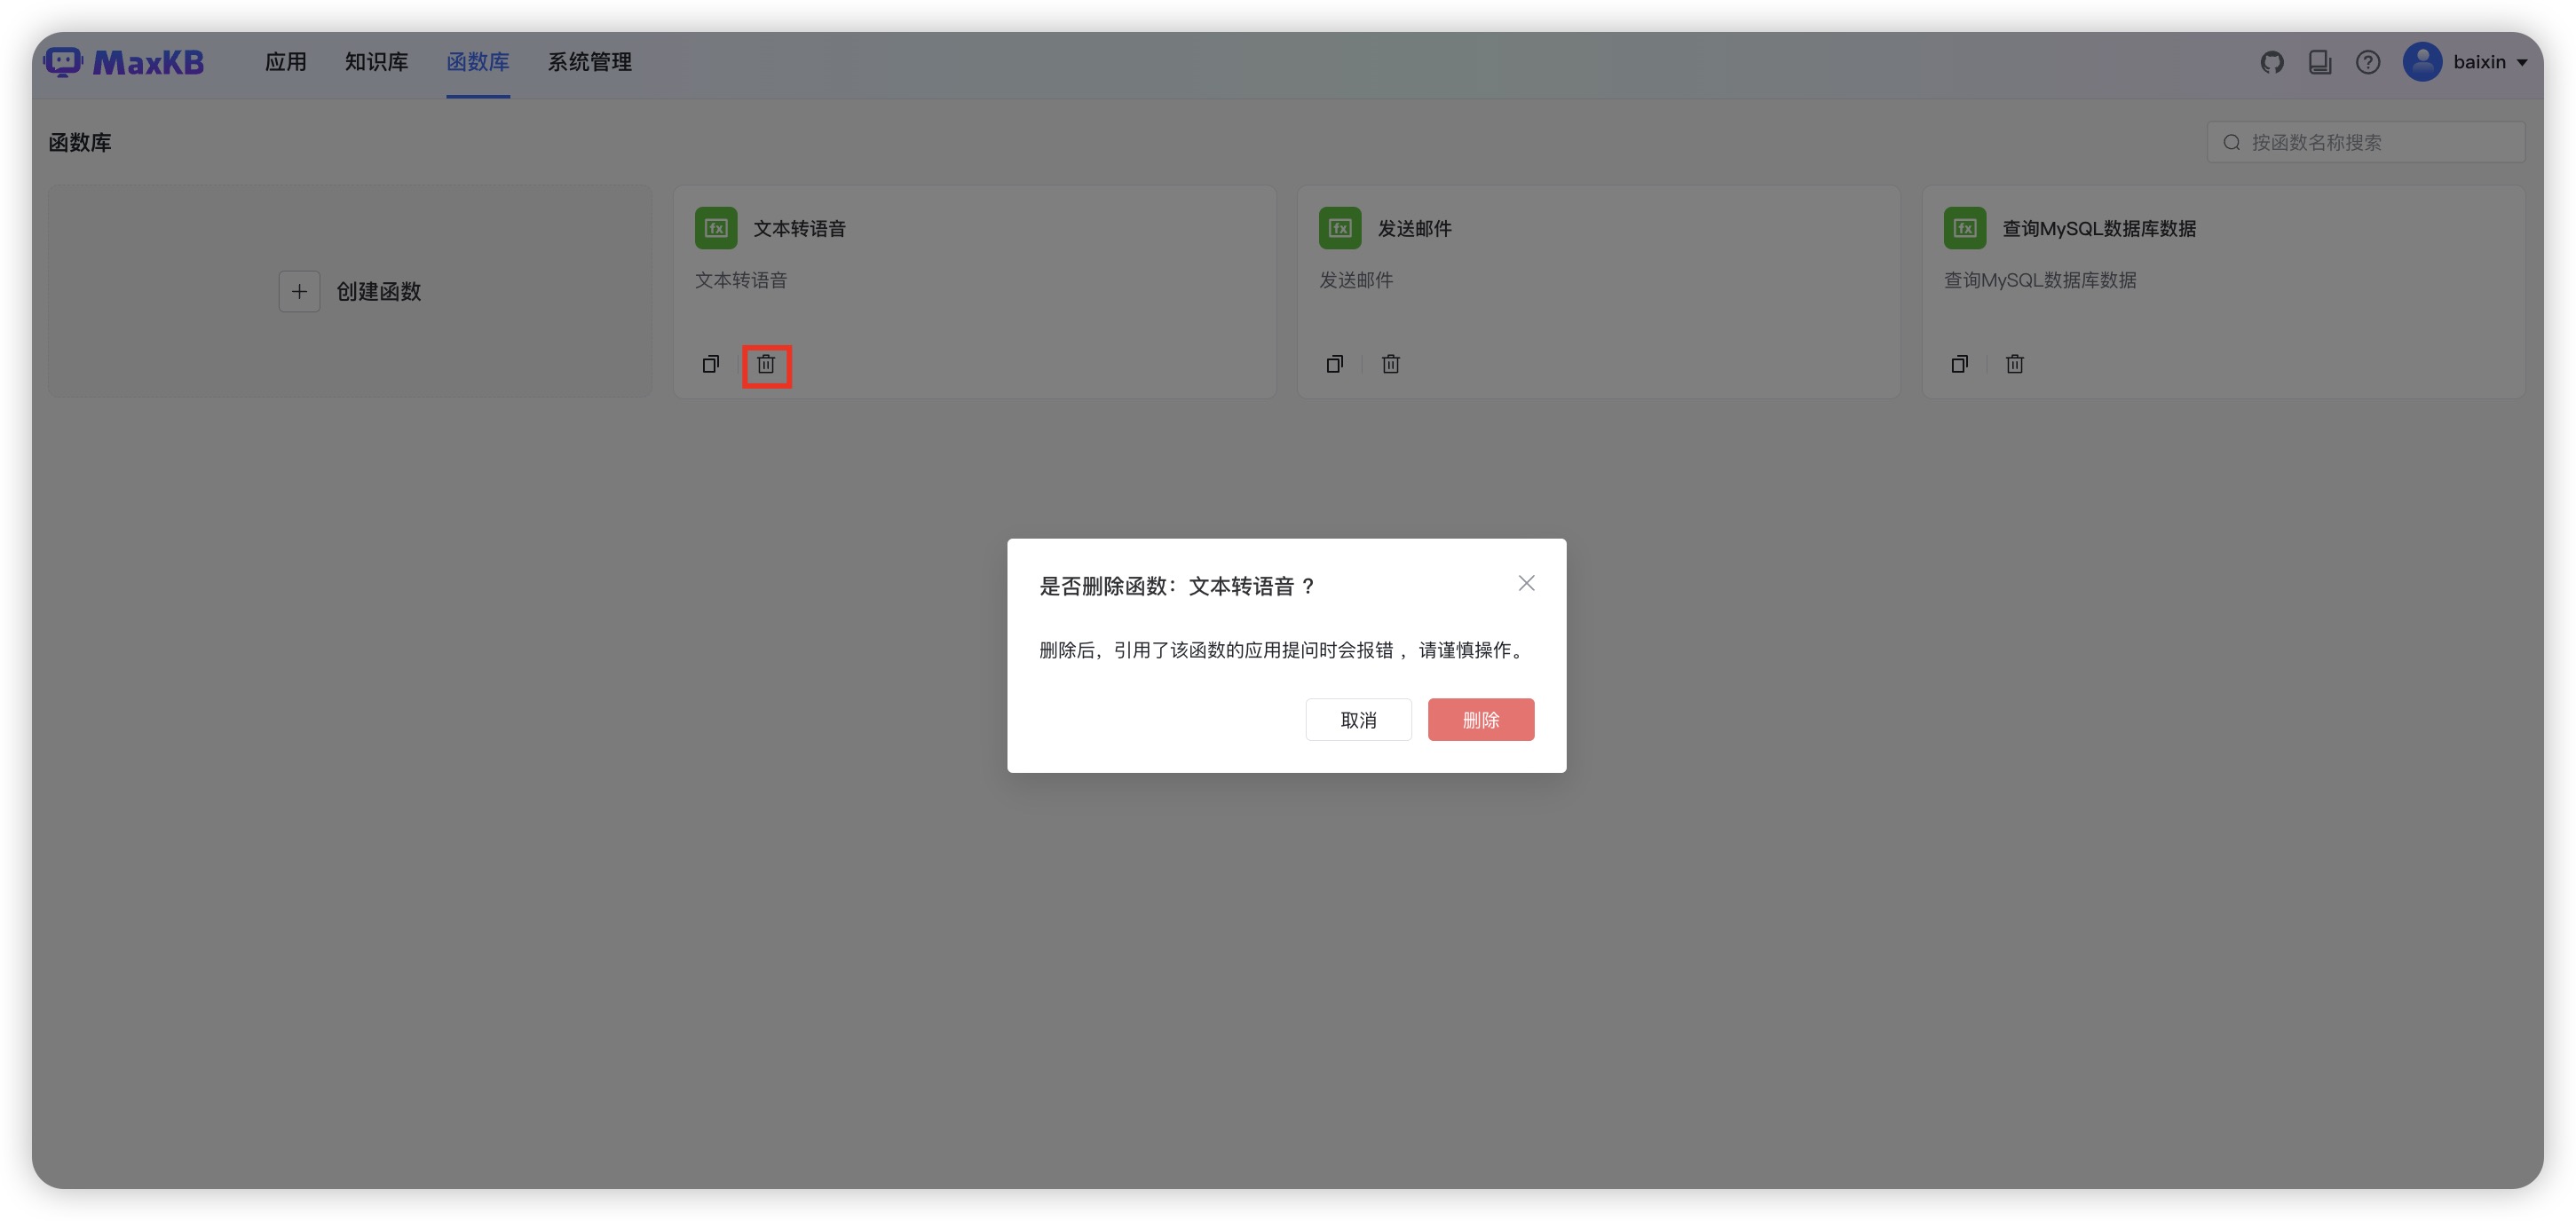 MaxKB 应用 知识库 函数库 系统管理 baixin
函数库 按函数名称搜索
创建函数
文本转语音
文本转语音
发送邮件
发送邮件
查询MySQL数据库数据
查询MySQL数据库数据
是否删除函数：文本转语音 ?
删除后，引用了该函数的应用提问时会报错 ，请谨慎操作。
取消 删除